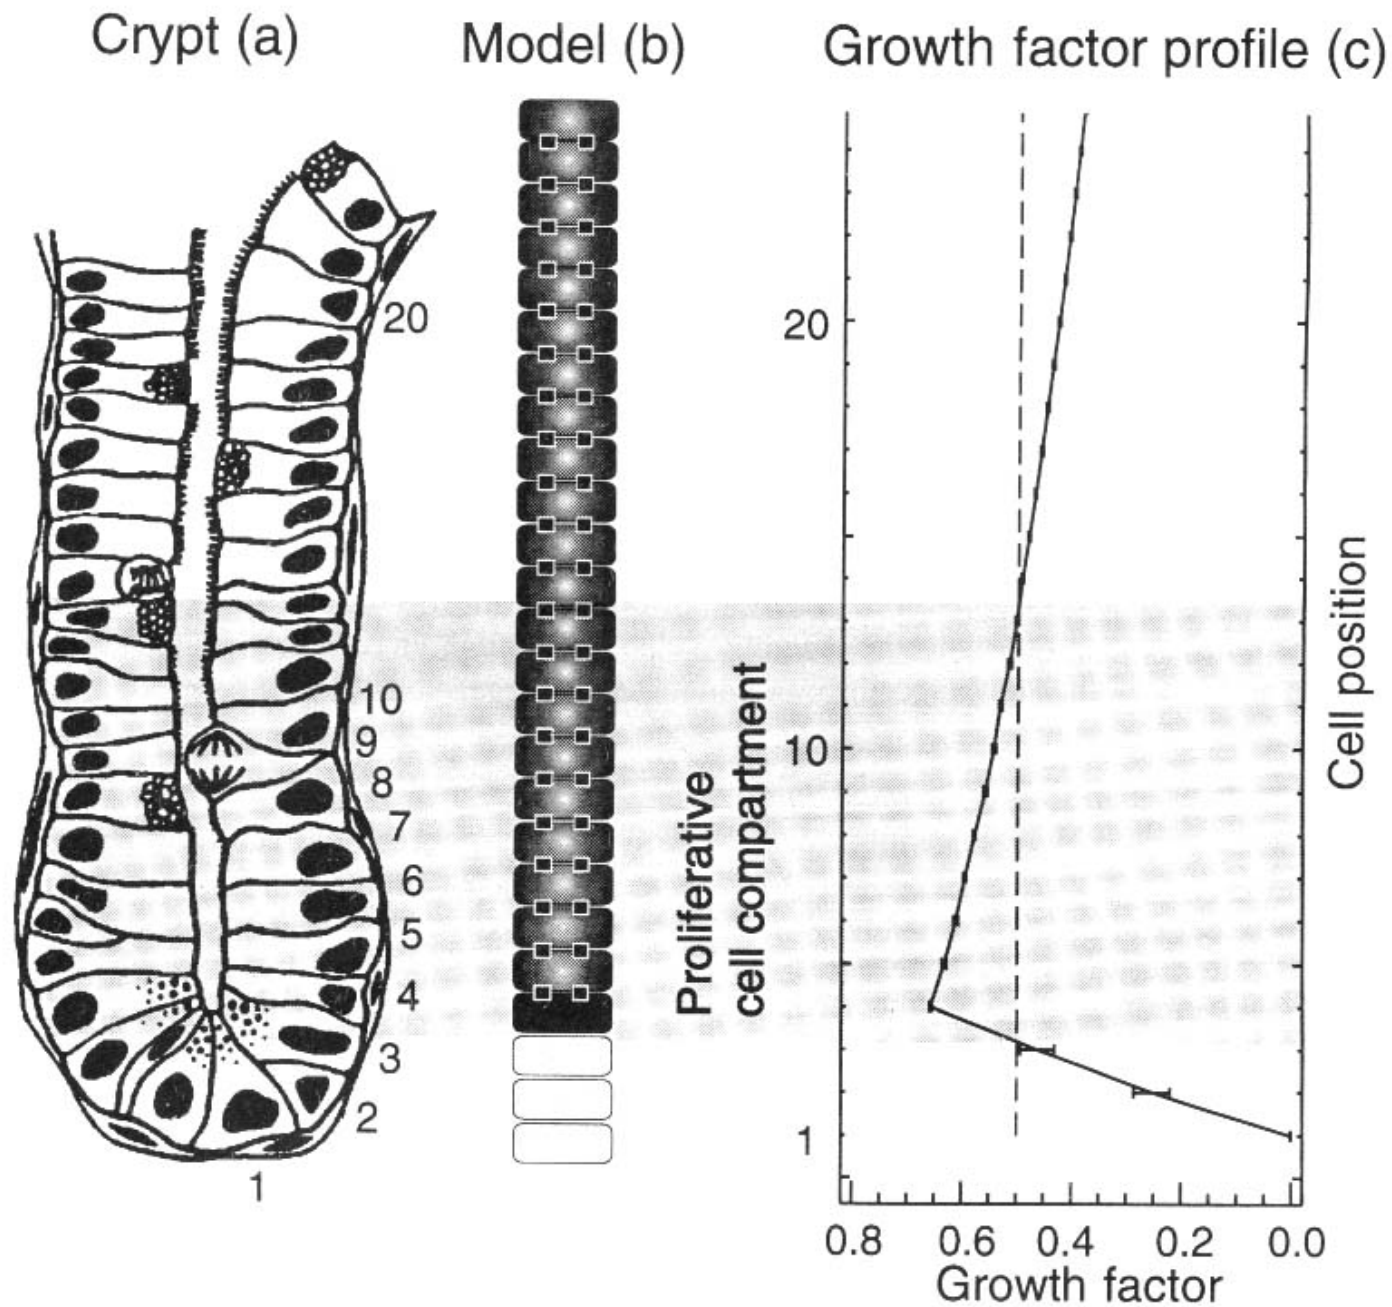 Crypt (a)
Model (b)
Growth factor profile (c)
20
10
9
8
7
6
5
4
3
2
1
Proliferative
cell compartment
20
10
1
Cell position
0.8 0.6 0.4 0.2 0.0
Growth factor